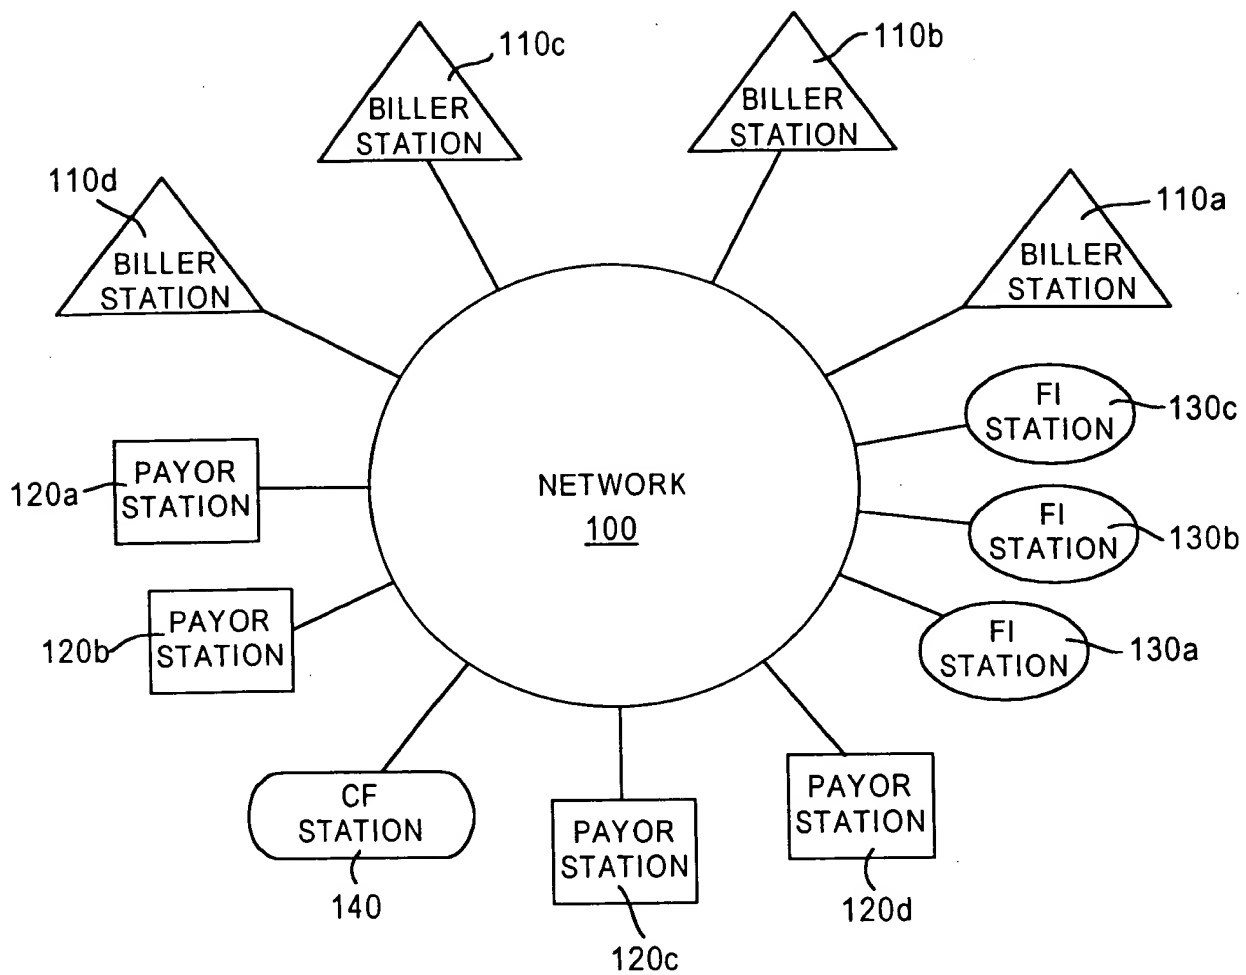 110c
BILLER
STATION
110b
BILLER
STATION
110d
BILLER
STATION
110a
BILLER
STATION
FI
STATION
130c
PAYOR
STATION
120a
NETWORK
100
FI
STATION
130b
PAYOR
STATION
120b
FI
STATION
130a
CF
STATION
140
PAYOR
STATION
120c
PAYOR
STATION
120d